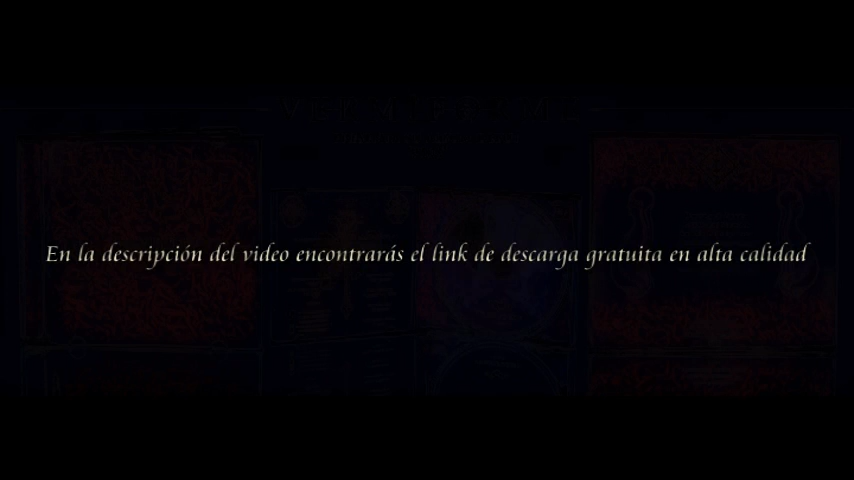 En la descripción del video encontrarás el link de descarga gratuita en alta calidad